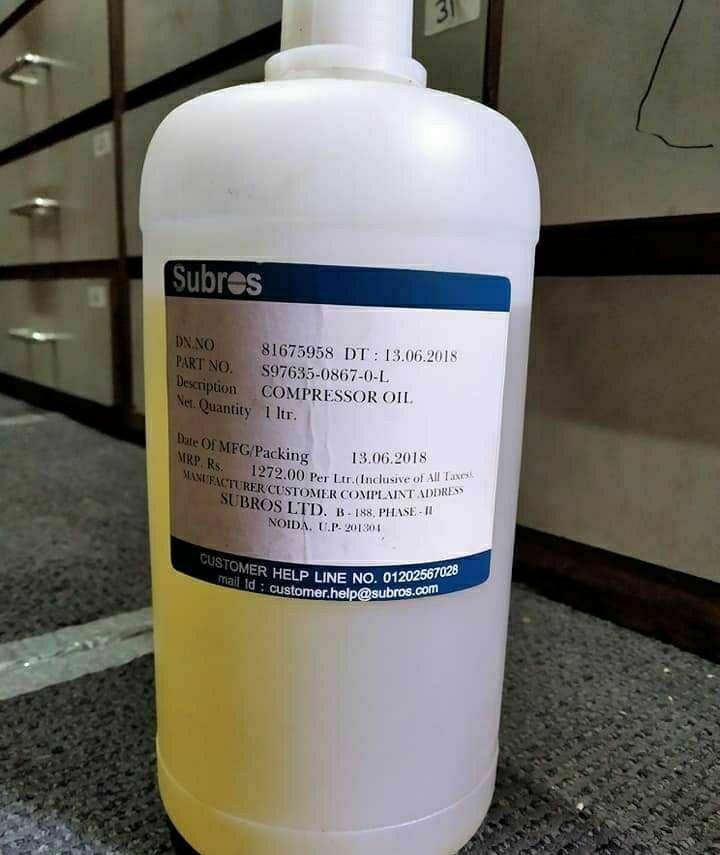 31
Subros
DN.NO 81675958 DT : 13.06.2018
PART NO. S97635-0867-0-L
Description COMPRESSOR OIL
Net. Quantity 1 ltr.
Date Of MFG/Packing 13.06.2018
MRP. Rs. 1272.00 Per Ltr.(Inclusive of All Taxes).
MANUFACTURER/CUSTOMER COMPLAINT ADDRESS
SUBROS LTD. B - 188, PHASE - II
NOIDA, U.P- 201304
CUSTOMER HELP LINE NO. 01202567028
mail Id : customer.help@subros.com